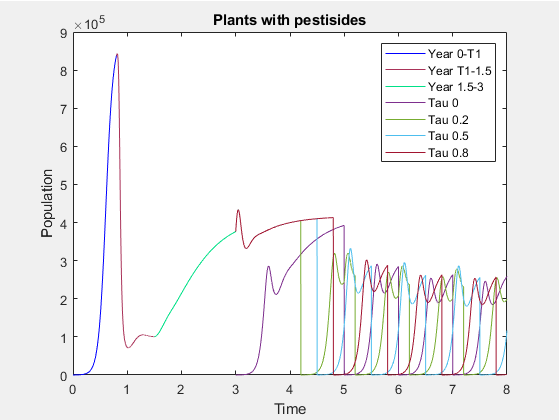 Plants with pestisides
×10⁵
9
8
7
6
5
4
3
2
1
0
Population
0 1 2 3 4 5 6 7 8
Time
Year 0-T1
Year T1-1.5
Year 1.5-3
Tau 0
Tau 0.2
Tau 0.5
Tau 0.8